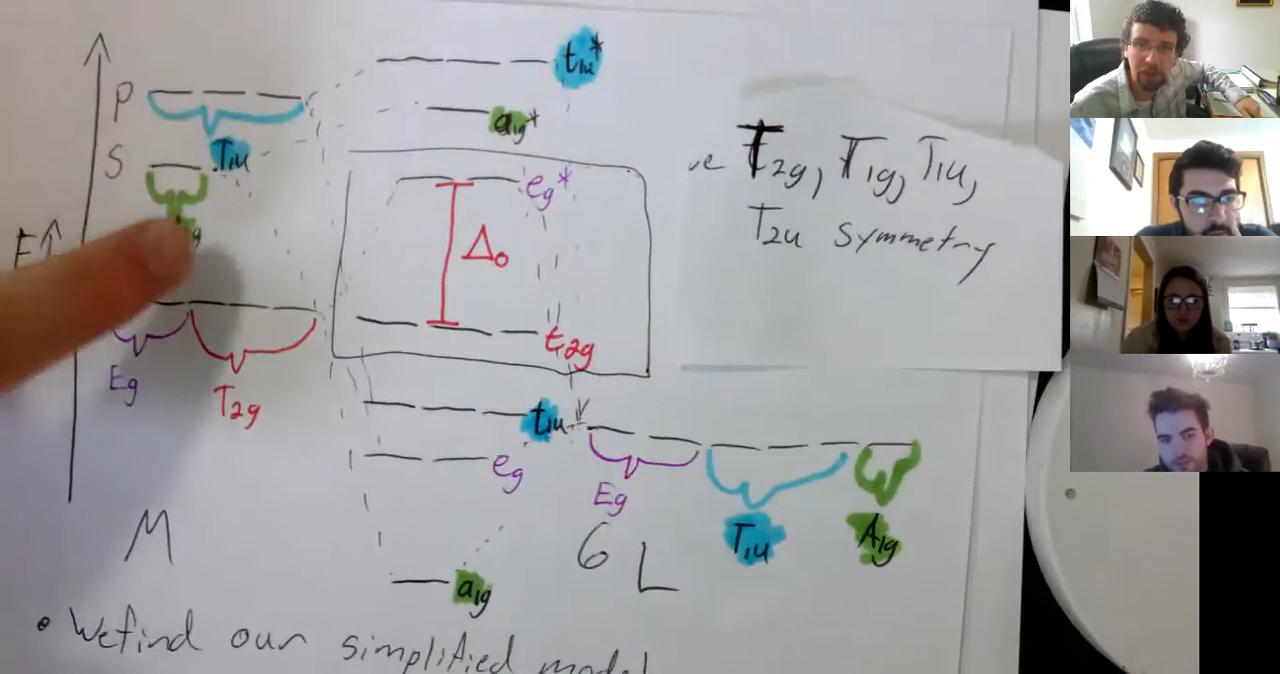 t1u*
P
a1g*
T1u
S
eg*
T2g, T1g, T1u,
T2u symmetry
Δo
E↑
t2g
Eg
T2g
t1u
eg
Eg
T1u
A1g
M
6 L
a1g
• We find our simplified model